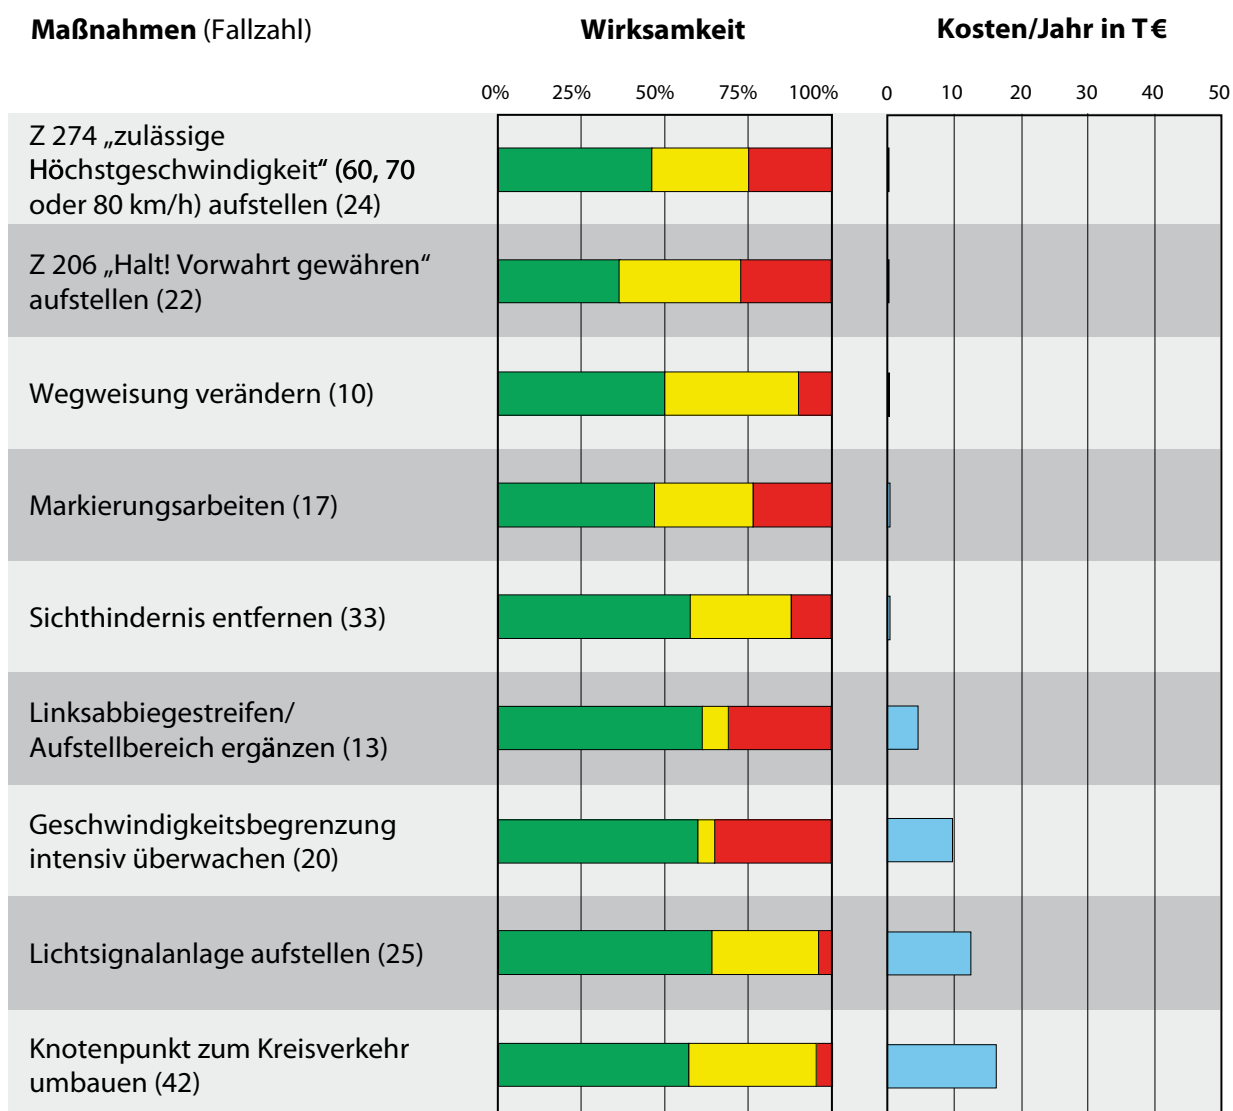 Maßnahmen (Fallzahl) Wirksamkeit Kosten/Jahr in T€
0% 25% 50% 75% 100% 0 10 20 30 40 50
Z 274 „zulässige
Höchstgeschwindigkeit“ (60, 70
oder 80 km/h) aufstellen (24)
Z 206 „Halt! Vorwahrt gewähren“
aufstellen (22)
Wegweisung verändern (10)
Markierungsarbeiten (17)
Sichthindernis entfernen (33)
Linksabbiegestreifen/
Aufstellbereich ergänzen (13)
Geschwindigkeitsbegrenzung
intensiv überwachen (20)
Lichtsignalanlage aufstellen (25)
Knotenpunkt zum Kreisverkehr
umbauen (42)